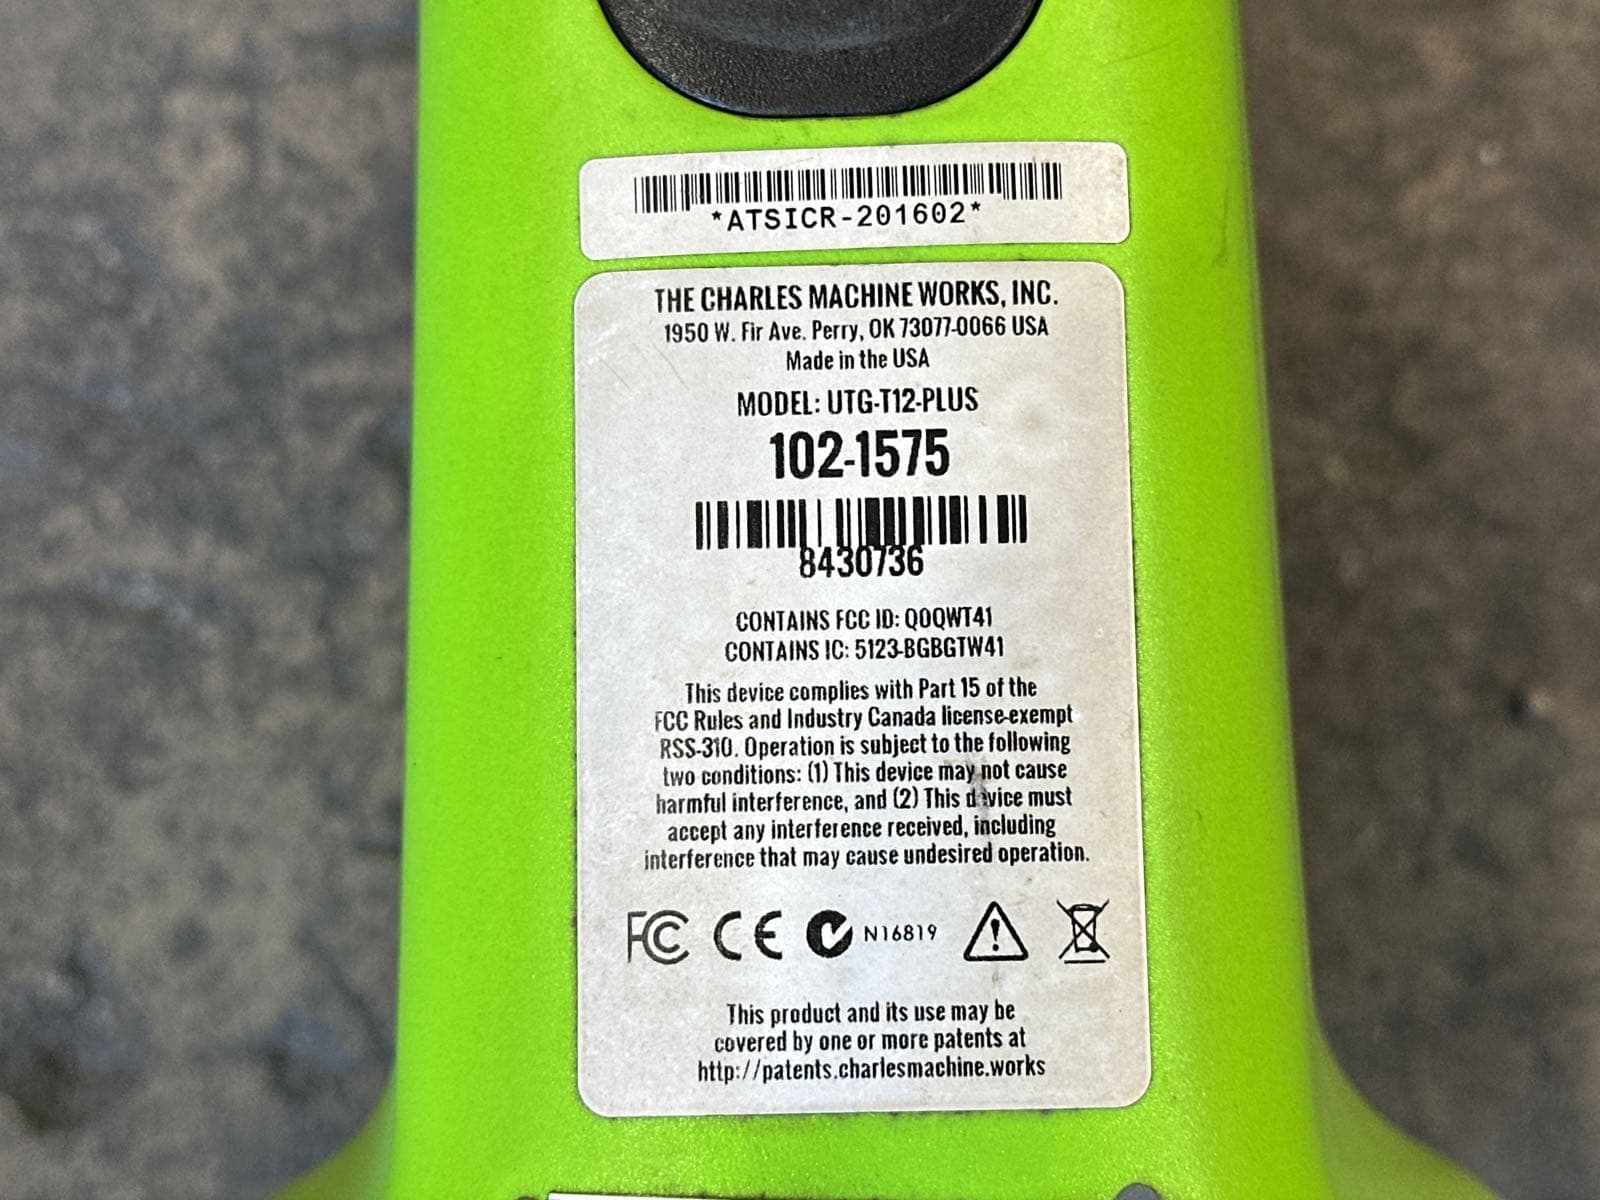 *ATSICR-201602*
THE CHARLES MACHINE WORKS, INC.
1950 W. Fir Ave. Perry, OK 73077-0066 USA
Made in the USA
MODEL: UTG-T12-PLUS
102-1575
8430736
CONTAINS FCC ID: QOQWT41
CONTAINS IC: 5123-BGBGTW41
This device complies with Part 15 of the
FCC Rules and Industry Canada license-exempt
RSS-310. Operation is subject to the following
two conditions: (1) This device may not cause
harmful interference, and (2) This device must
accept any interference received, including
interference that may cause undesired operation.
FC CE N16819
This product and its use may be
covered by one or more patents at
http://patents.charlesmachine.works